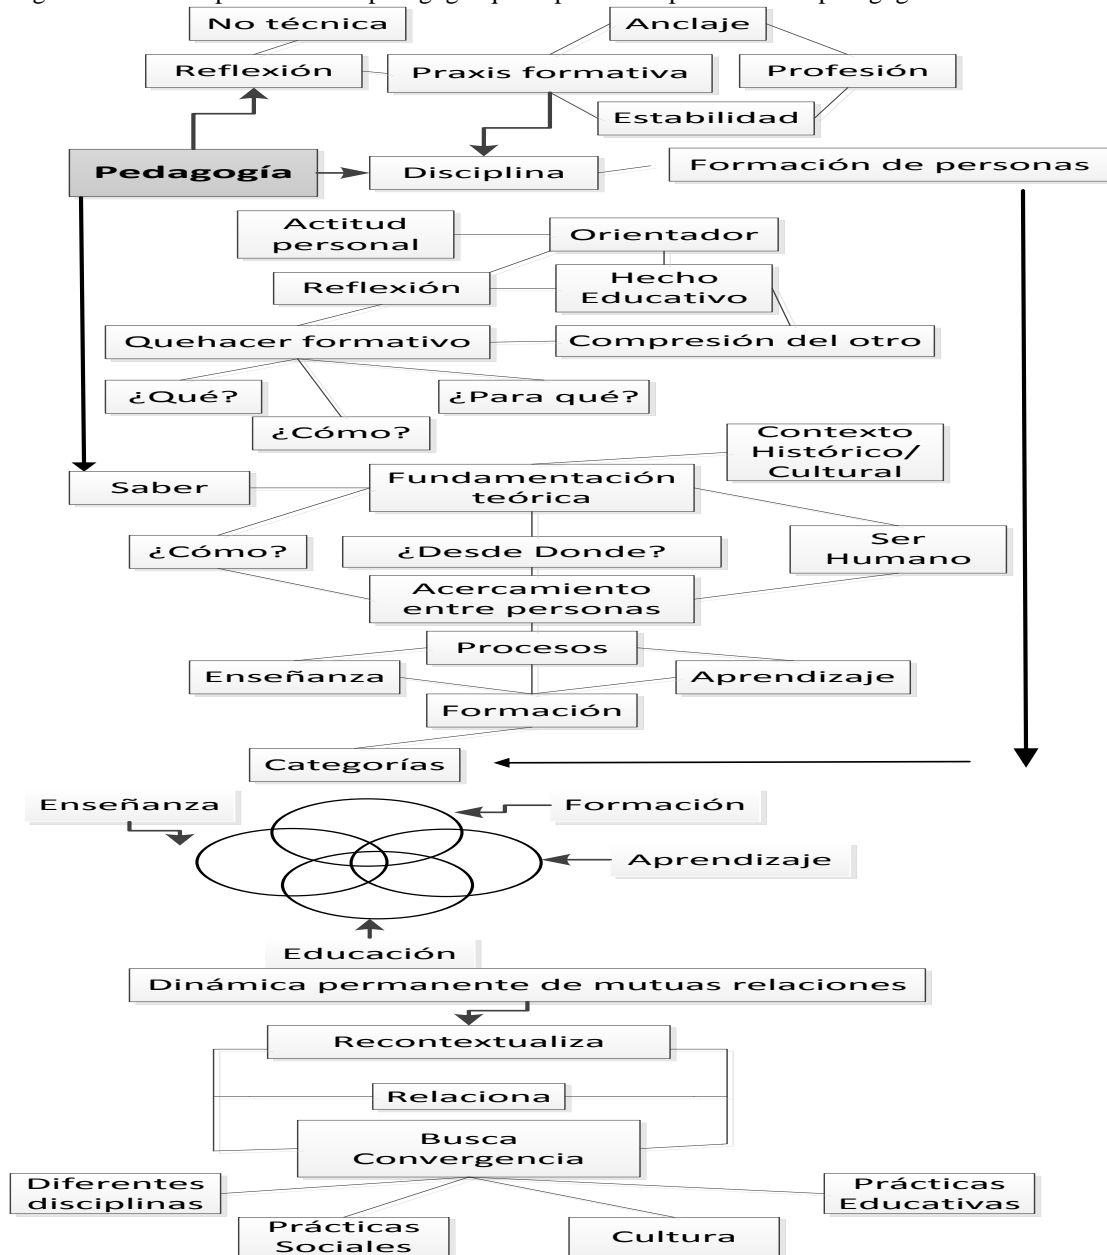 No técnica
Anclaje
Reflexión
Praxis formativa
Profesión
Estabilidad
Pedagogía
Disciplina
Formación de personas
Actitud
personal
Orientador
Reflexión
Hecho
Educativo
Quehacer formativo
Compresión del otro
¿Qué?
¿Para qué?
¿Cómo?
Contexto
Histórico/
Cultural
Saber
Fundamentación
teórica
¿Cómo?
¿Desde Donde?
Ser
Humano
Acercamiento
entre personas
Procesos
Enseñanza
Aprendizaje
Formación
Categorías
Enseñanza
Formación
Aprendizaje
Educación
Dinámica permanente de mutuas relaciones
Recontextualiza
Relaciona
Busca
Convergencia
Diferentes
disciplinas
Prácticas
Educativas
Prácticas
Sociales
Cultura